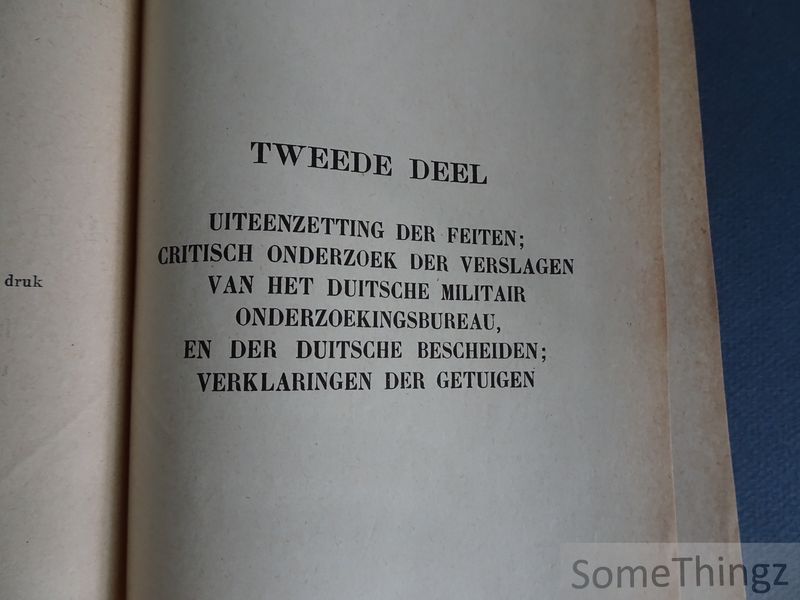 druk
TWEEDE DEEL
UITEENZETTING DER FEITEN;
CRITISCH ONDERZOEK DER VERSLAGEN
VAN HET DUITSCHE MILITAIR
ONDERZOEKINGSBUREAU,
EN DER DUITSCHE BESCHEIDEN;
VERKLARINGEN DER GETUIGEN
SomeThingz